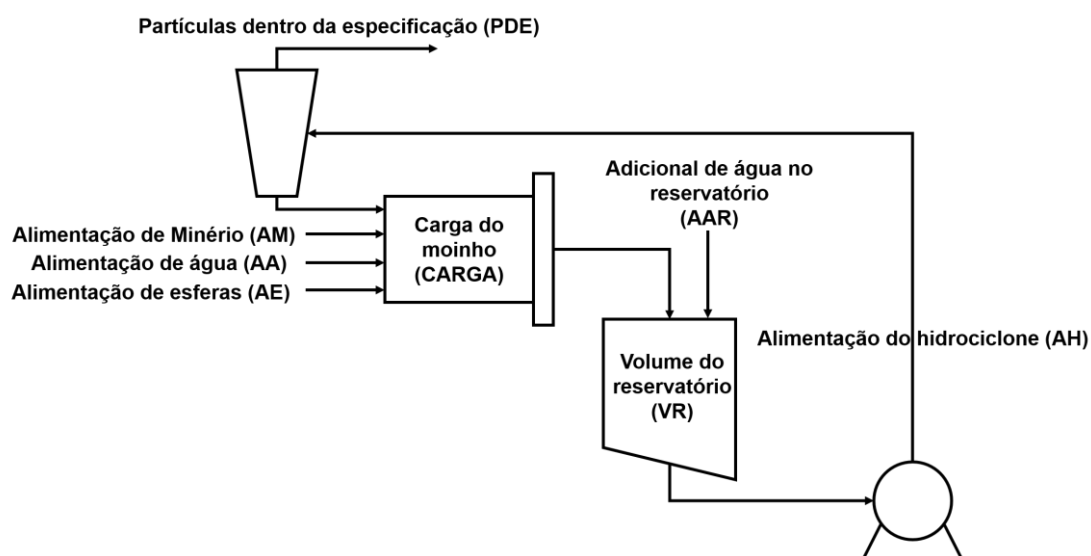 Partículas dentro da especificação (PDE)
Alimentação de Minério (AM)
Alimentação de água (AA)
Alimentação de esferas (AE)
Carga do
moinho
(CARGA)
Adicional de água no
reservatório
(AAR)
Volume do
reservatório
(VR)
Alimentação do hidrociclone (AH)